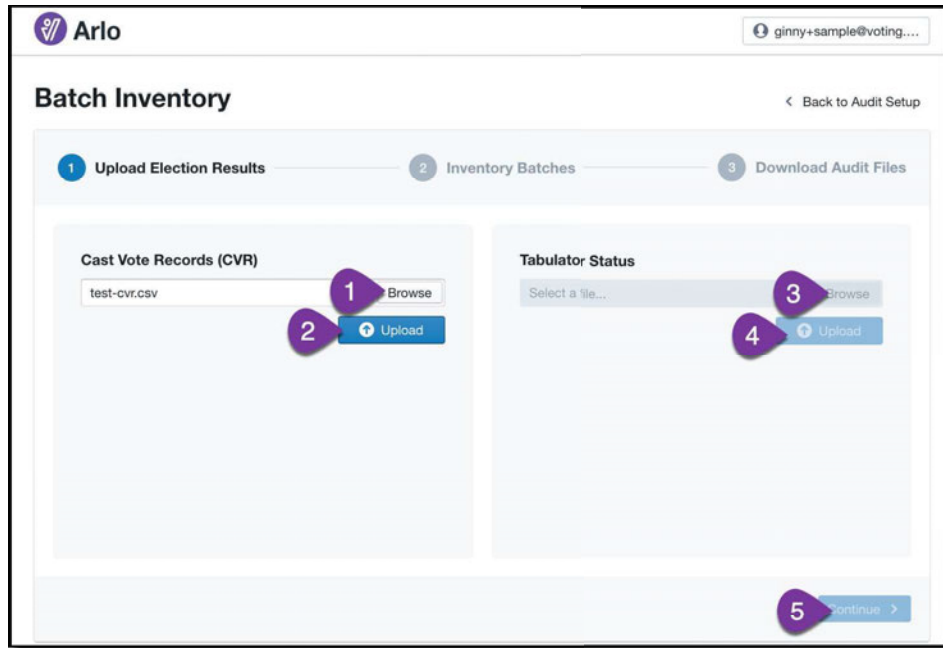 Arlo
ginny+sample@voting....
Batch Inventory
Back to Audit Setup
1 Upload Election Results
2 Inventory Batches
3 Download Audit Files
Cast Vote Records (CVR)
test-cvr.csv
1
Browse
2
Upload
Tabulator Status
Select a file...
3
Browse
4
Upload
5
Continue